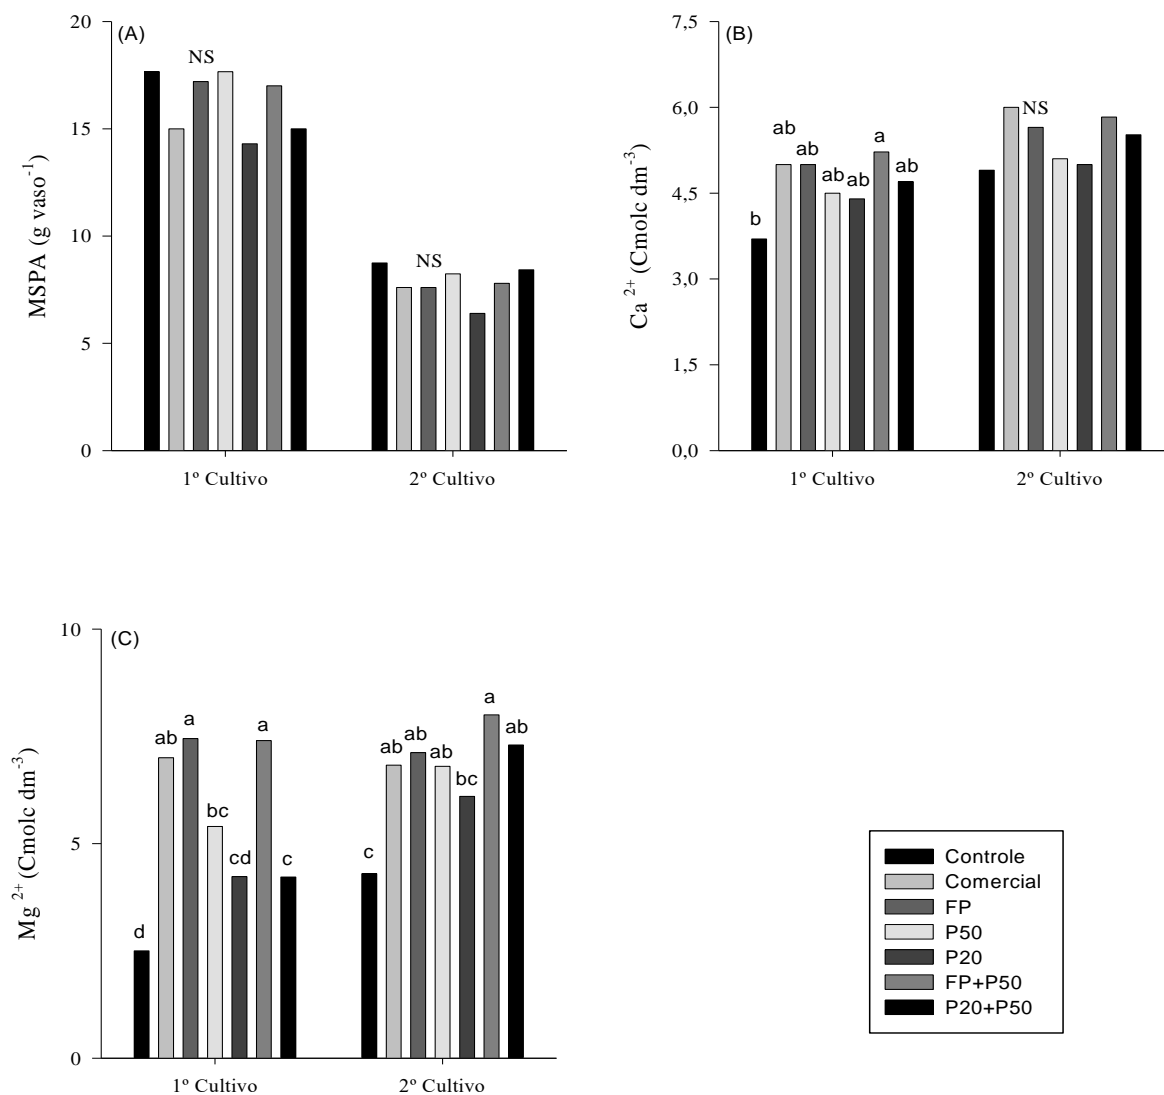 (A)
MSPA (g vaso⁻¹)
20
15
10
5
0
NS
NS
1º Cultivo
2º Cultivo
(B)
Ca ²⁺ (Cmolc dm⁻³)
7,5
6,0
4,5
3,0
1,5
0,0
b
ab
ab
ab
ab
a
ab
NS
1º Cultivo
2º Cultivo
(C)
Mg ²⁺ (Cmolc dm⁻³)
10
5
0
d
ab
a
bc
cd
a
c
c
ab
ab
ab
bc
a
ab
1º Cultivo
2º Cultivo
Controle
Comercial
FP
P50
P20
FP+P50
P20+P50